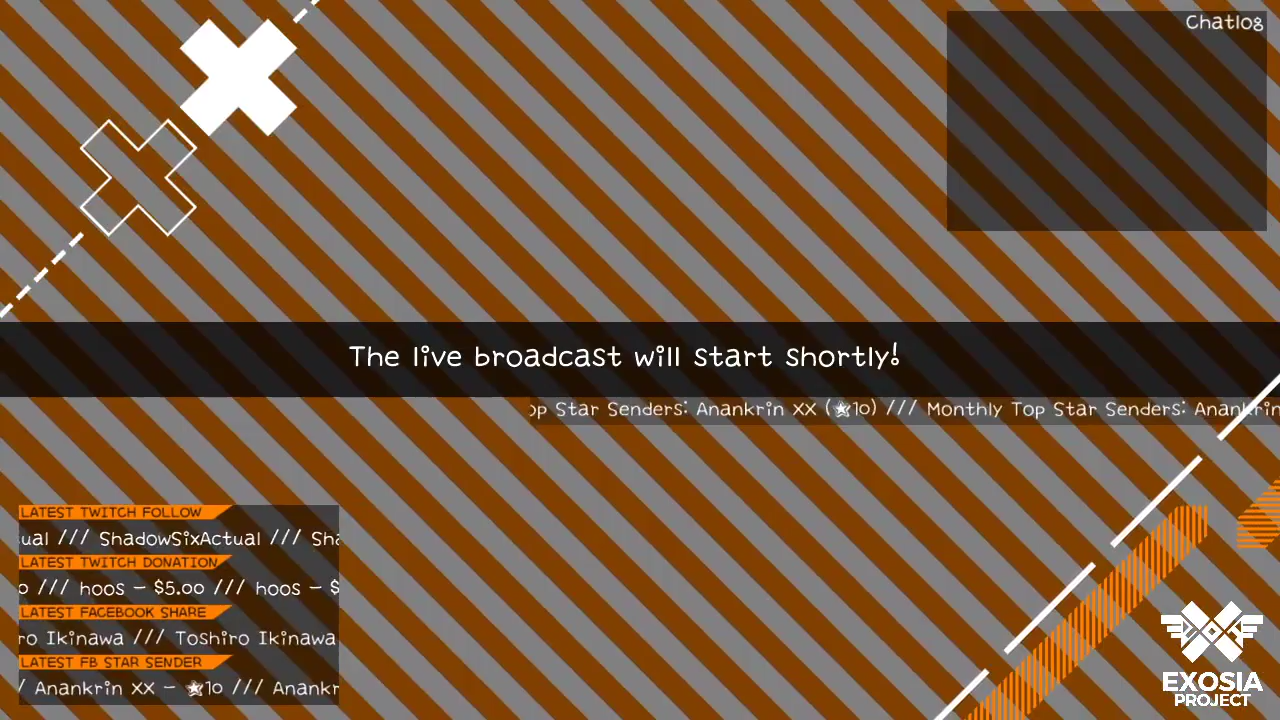 Chatlog
The live broadcast will start shortly!
op Star Senders: Anankrin XX (★10) /// Monthly Top Star Senders: Anankrin
LATEST TWITCH FOLLOW
ual /// ShadowSixActual /// Sha
LATEST TWITCH DONATION
o /// hoos - $5.00 /// hoos - $
LATEST FACEBOOK SHARE
ro Ikinawa /// Toshiro Ikinawa
LATEST FB STAR SENDER
/ Anankrin XX - ★10 /// Anankr
EXOSIA
PROJECT